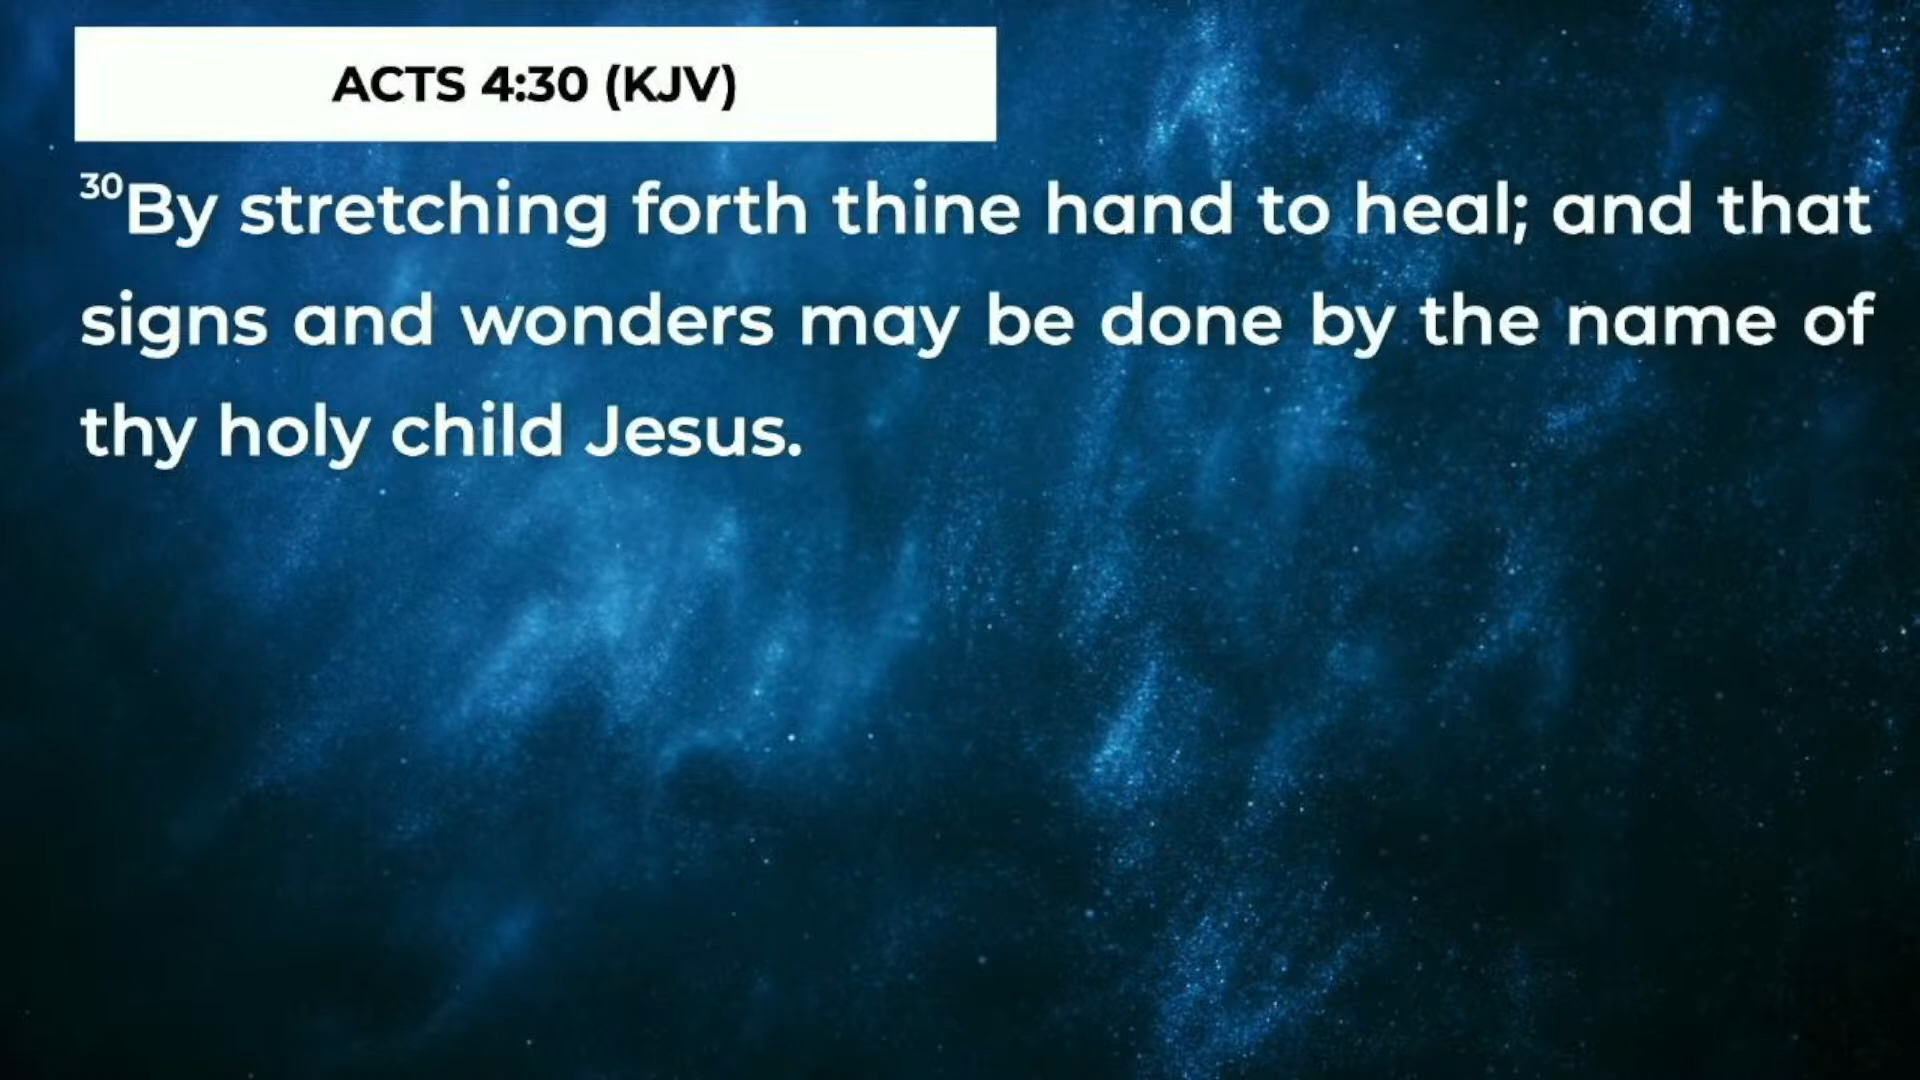 ACTS 4:30 (KJV)
30By stretching forth thine hand to heal; and that
signs and wonders may be done by the name of
thy holy child Jesus.